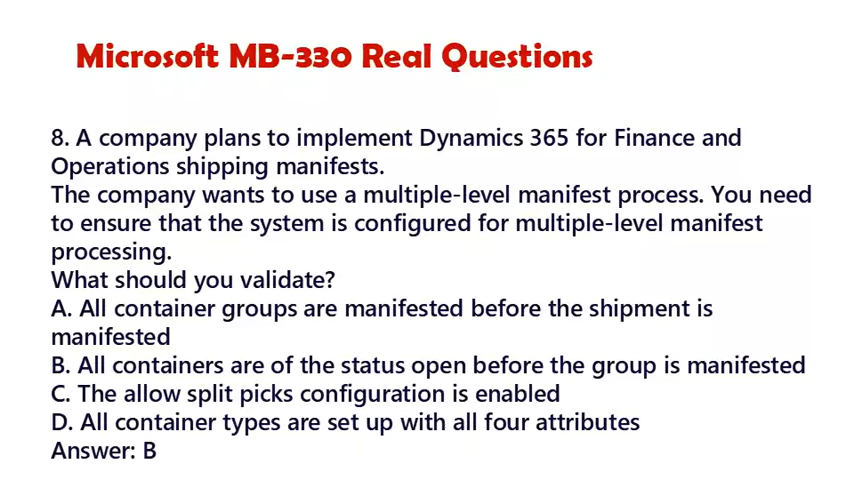 Microsoft MB-330 Real Questions
8. A company plans to implement Dynamics 365 for Finance and
Operations shipping manifests.
The company wants to use a multiple-level manifest process. You need
to ensure that the system is configured for multiple-level manifest
processing.
What should you validate?
A. All container groups are manifested before the shipment is
manifested
B. All containers are of the status open before the group is manifested
C. The allow split picks configuration is enabled
D. All container types are set up with all four attributes
Answer: B